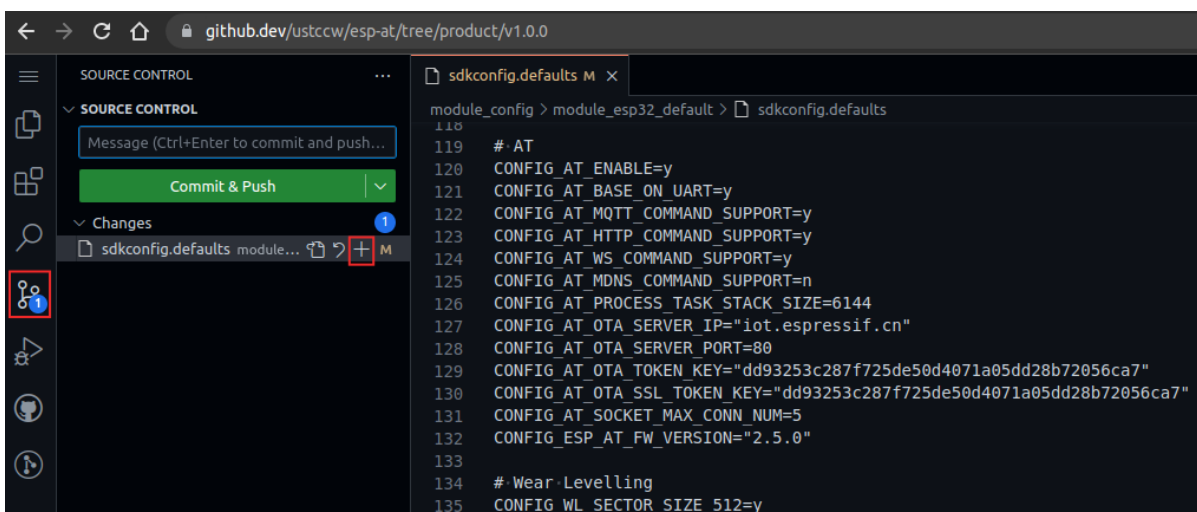 github.dev/ustccw/esp-at/tree/product/v1.0.0
SOURCE CONTROL ...
SOURCE CONTROL
Message (Ctrl+Enter to commit and push...
Commit & Push
Changes 1
sdkconfig.defaults module... M
1
sdkconfig.defaults M
module_config > module_esp32_default > sdkconfig.defaults
118
119 # AT
120 CONFIG_AT_ENABLE=y
121 CONFIG_AT_BASE_ON_UART=y
122 CONFIG_AT_MQTT_COMMAND_SUPPORT=y
123 CONFIG_AT_HTTP_COMMAND_SUPPORT=y
124 CONFIG_AT_WS_COMMAND_SUPPORT=y
125 CONFIG_AT_MDNS_COMMAND_SUPPORT=n
126 CONFIG_AT_PROCESS_TASK_STACK_SIZE=6144
127 CONFIG_AT_OTA_SERVER_IP="iot.espressif.cn"
128 CONFIG_AT_OTA_SERVER_PORT=80
129 CONFIG_AT_OTA_TOKEN_KEY="dd93253c287f725de50d4071a05dd28b72056ca7"
130 CONFIG_AT_OTA_SSL_TOKEN_KEY="dd93253c287f725de50d4071a05dd28b72056ca7"
131 CONFIG_AT_SOCKET_MAX_CONN_NUM=5
132 CONFIG_ESP_AT_FW_VERSION="2.5.0"
133
134 # Wear Levelling
135 CONFIG_WL_SECTOR_SIZE_512=y